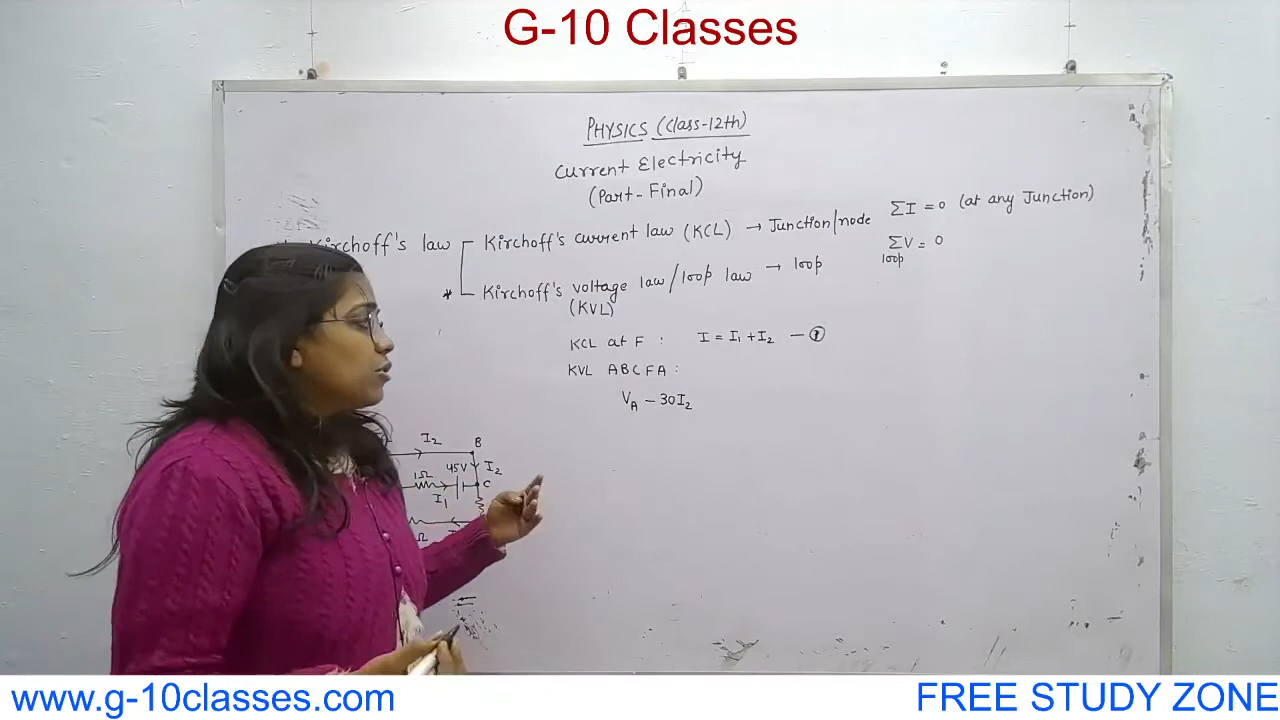 G-10 Classes
PHYSICS (Class-12th)
Current Electricity
(Part-Final)
Kirchoff's law
Kirchoff's current law (KCL) → Junction/node
ΣI = 0 (at any Junction)
* Kirchoff's voltage law/loop law → loop
(KVL)
ΣV = 0
loop
KCL at F : I = I₁ + I₂ — ①
KVL ABCFA :
V_A − 30I₂
I₂
B
45V
I₂
1Ω
C
I₁
Ω
www.g-10classes.com
FREE STUDY ZONE